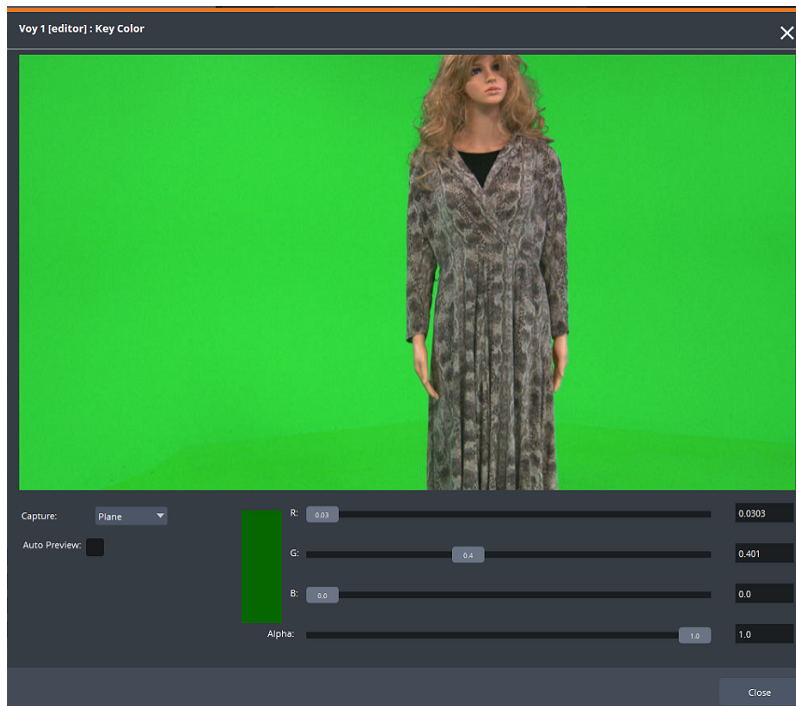 Voy 1 [editor] : Key Color
Capture:
Plane
Auto Preview:
R:
0.03
0.0303
G:
0.4
0.401
B:
0.0
0.0
Alpha:
1.0
1.0
Close